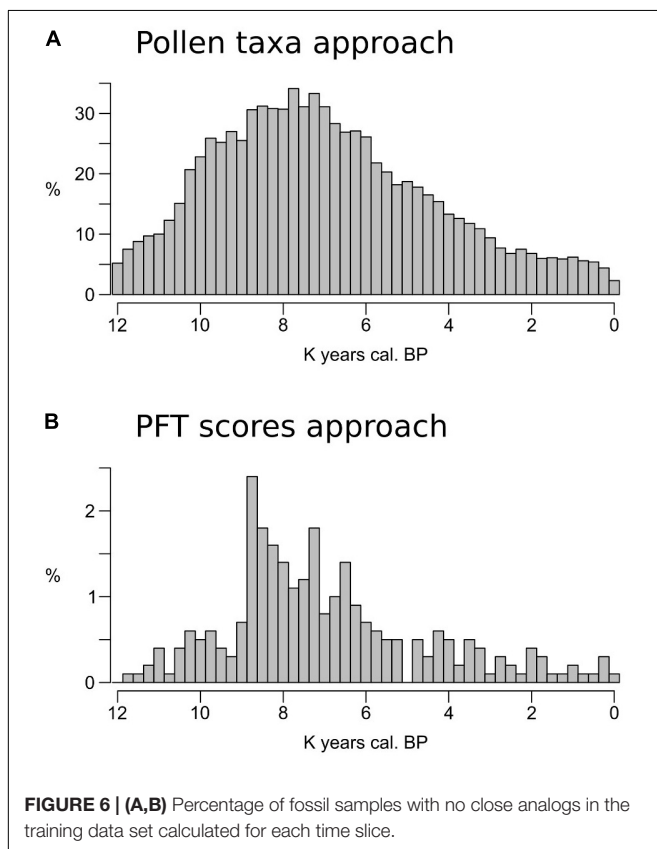 A Pollen taxa approach
30
20
%
10
0
12 10 8 6 4 2 0
K years cal. BP
B PFT scores approach
2
%
1
0
12 10 8 6 4 2 0
K years cal. BP
FIGURE 6 | (A,B) Percentage of fossil samples with no close analogs in the
training data set calculated for each time slice.